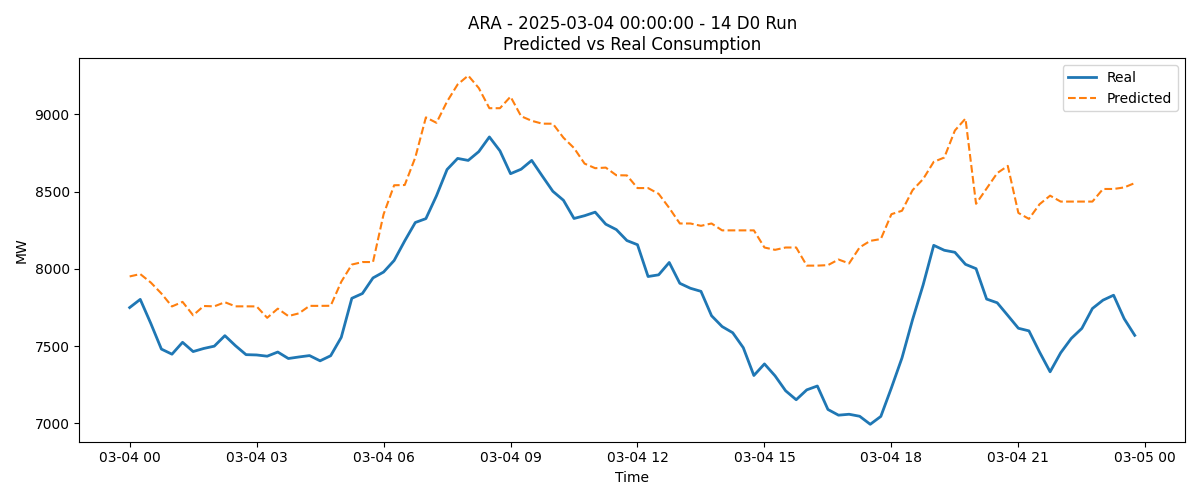 ARA - 2025-03-04 00:00:00 - 14 D0 Run
Predicted vs Real Consumption
Real
Predicted
MW
9000
8500
8000
7500
7000
03-04 00
03-04 03
03-04 06
03-04 09
03-04 12
03-04 15
03-04 18
03-04 21
03-05 00
Time